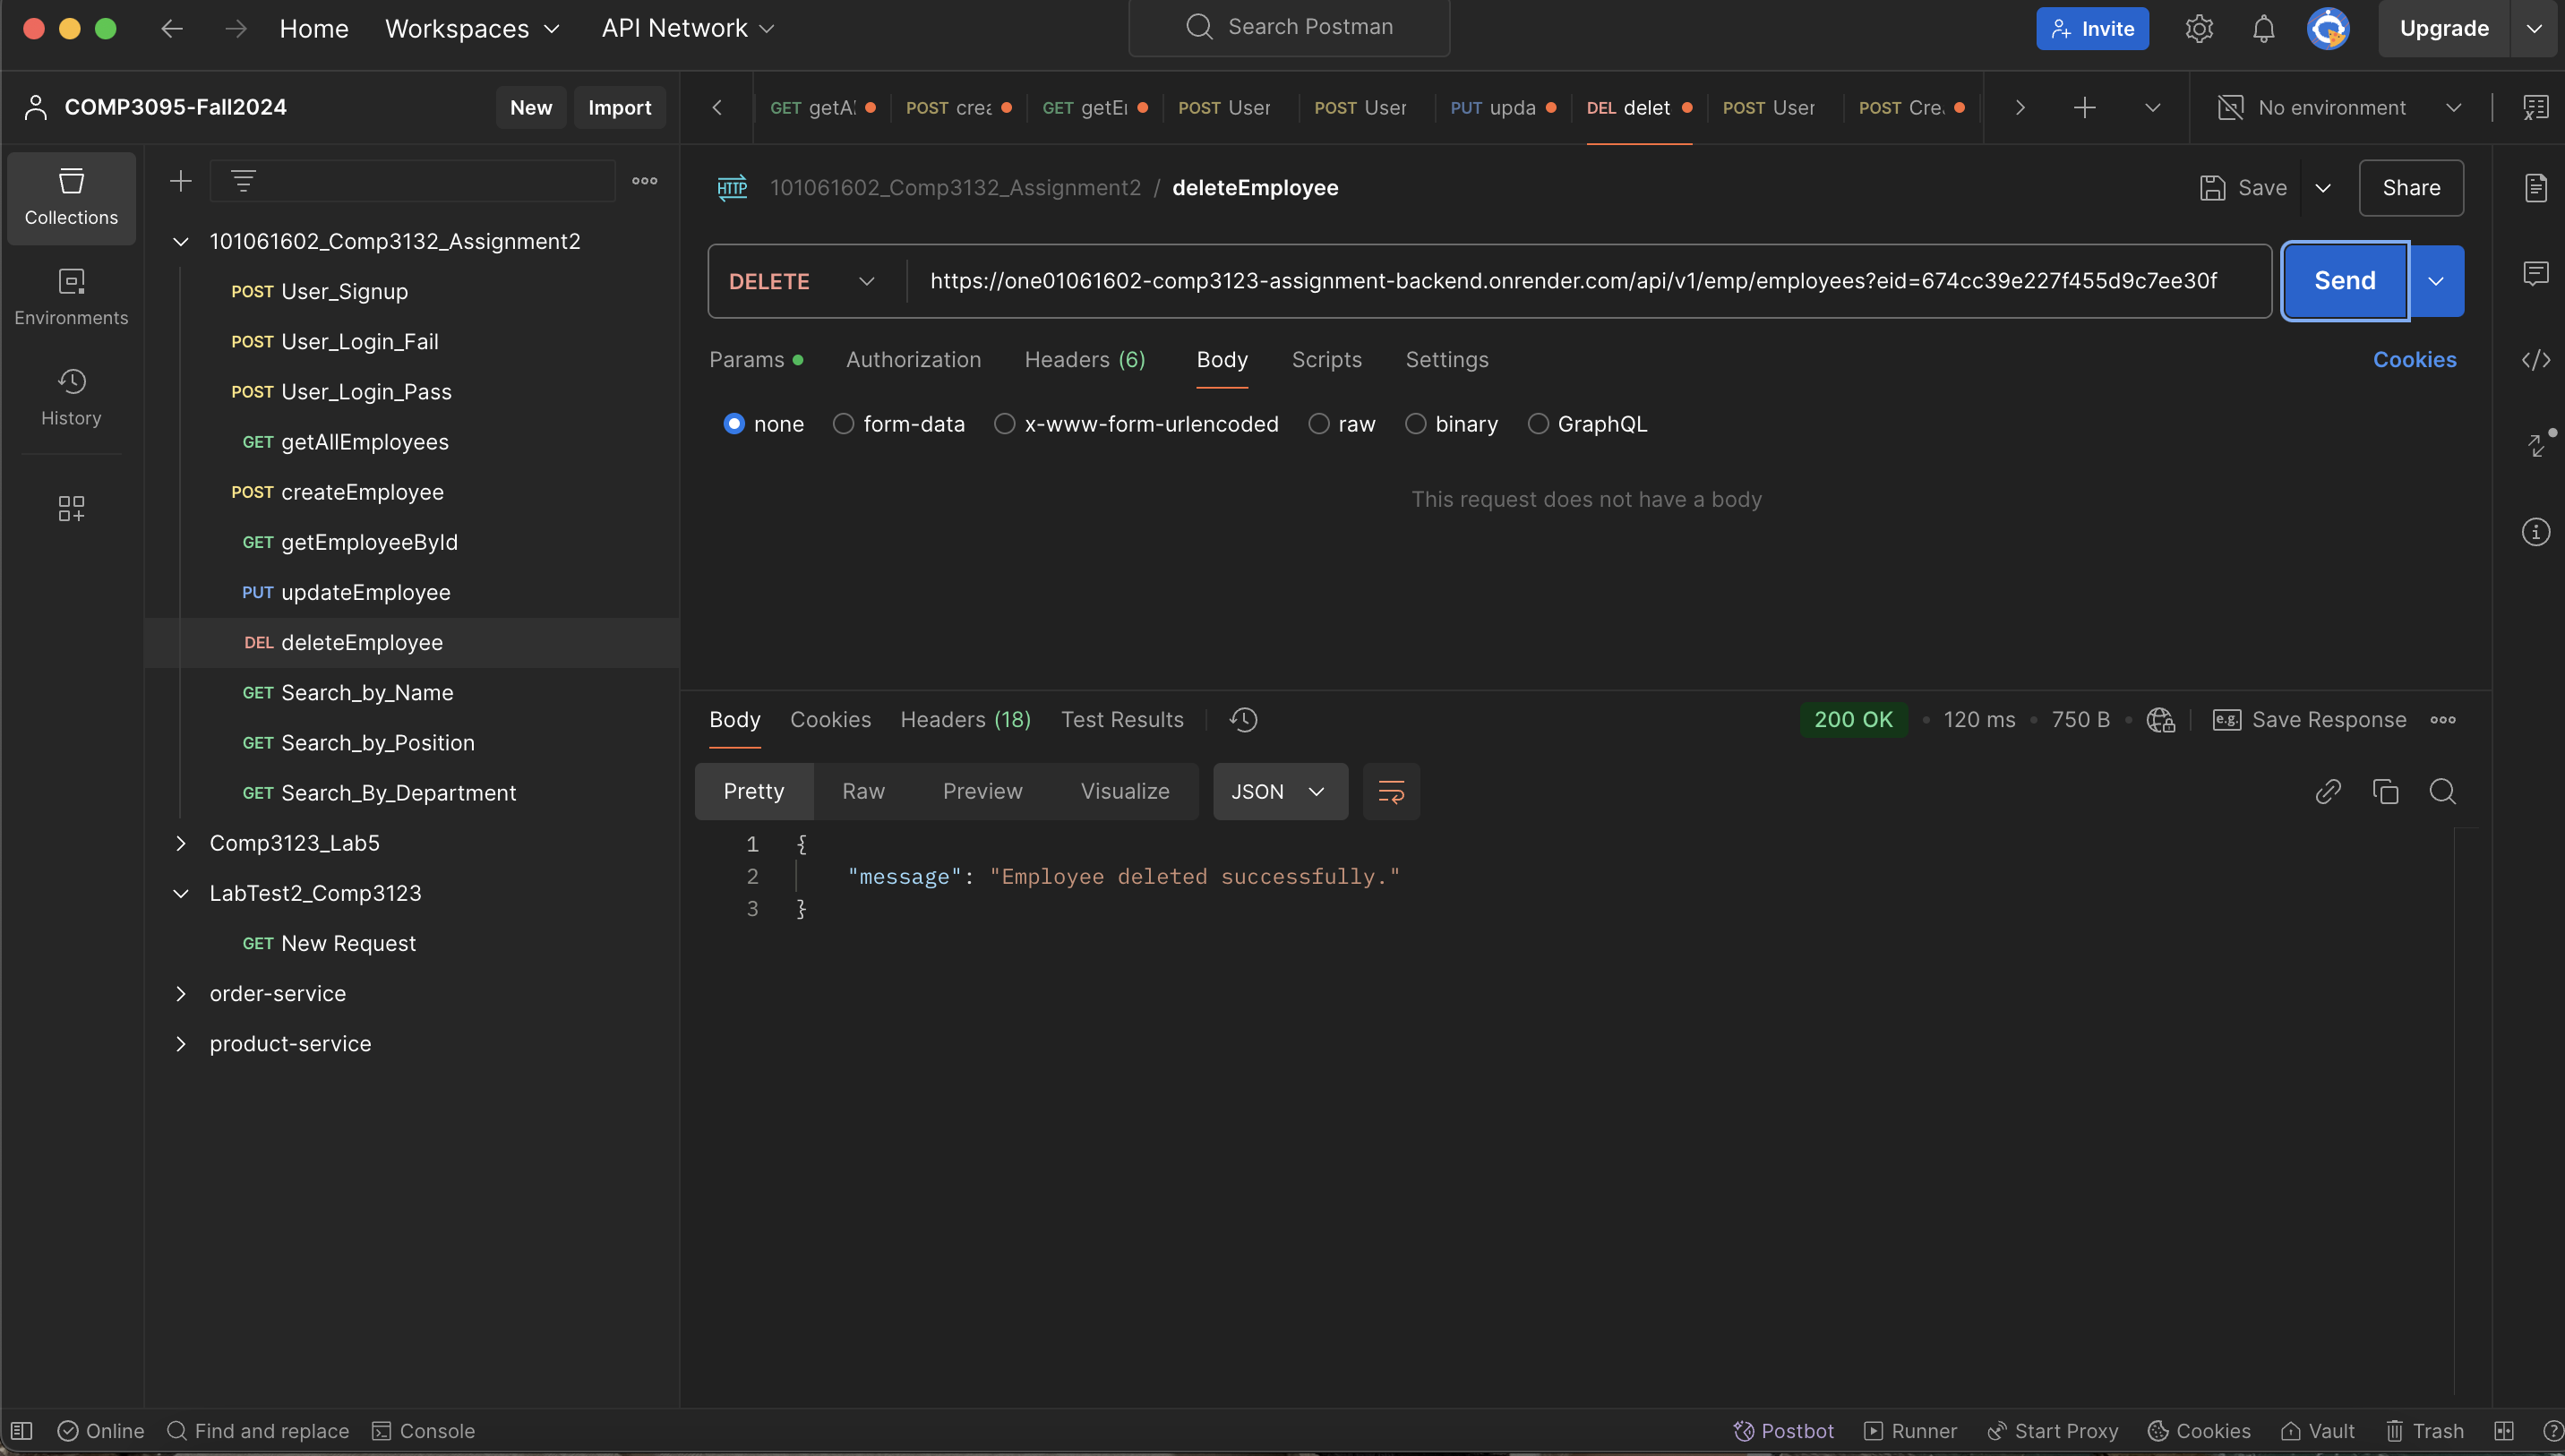 Home Workspaces API Network Search Postman Invite Upgrade
COMP3095-Fall2024 New Import
GET getAl POST crea GET getEr POST User POST User PUT upda DEL delet POST User POST Cre No environment
Collections
Environments
History
101061602_Comp3132_Assignment2
POST User_Signup
POST User_Login_Fail
POST User_Login_Pass
GET getAllEmployees
POST createEmployee
GET getEmployeeById
PUT updateEmployee
DEL deleteEmployee
GET Search_by_Name
GET Search_by_Position
GET Search_By_Department
Comp3123_Lab5
LabTest2_Comp3123
GET New Request
order-service
product-service
HTTP 101061602_Comp3132_Assignment2 / deleteEmployee Save Share
DELETE https://one01061602-comp3123-assignment-backend.onrender.com/api/v1/emp/employees?eid=674cc39e227f455d9c7ee30f Send
Params Authorization Headers (6) Body Scripts Settings Cookies
none form-data x-www-form-urlencoded raw binary GraphQL
This request does not have a body
Body Cookies Headers (18) Test Results 200 OK 120 ms 750 B e.g. Save Response
Pretty Raw Preview Visualize JSON
1 {
2 "message": "Employee deleted successfully."
3 }
Online Find and replace Console Postbot Runner Start Proxy Cookies Vault Trash